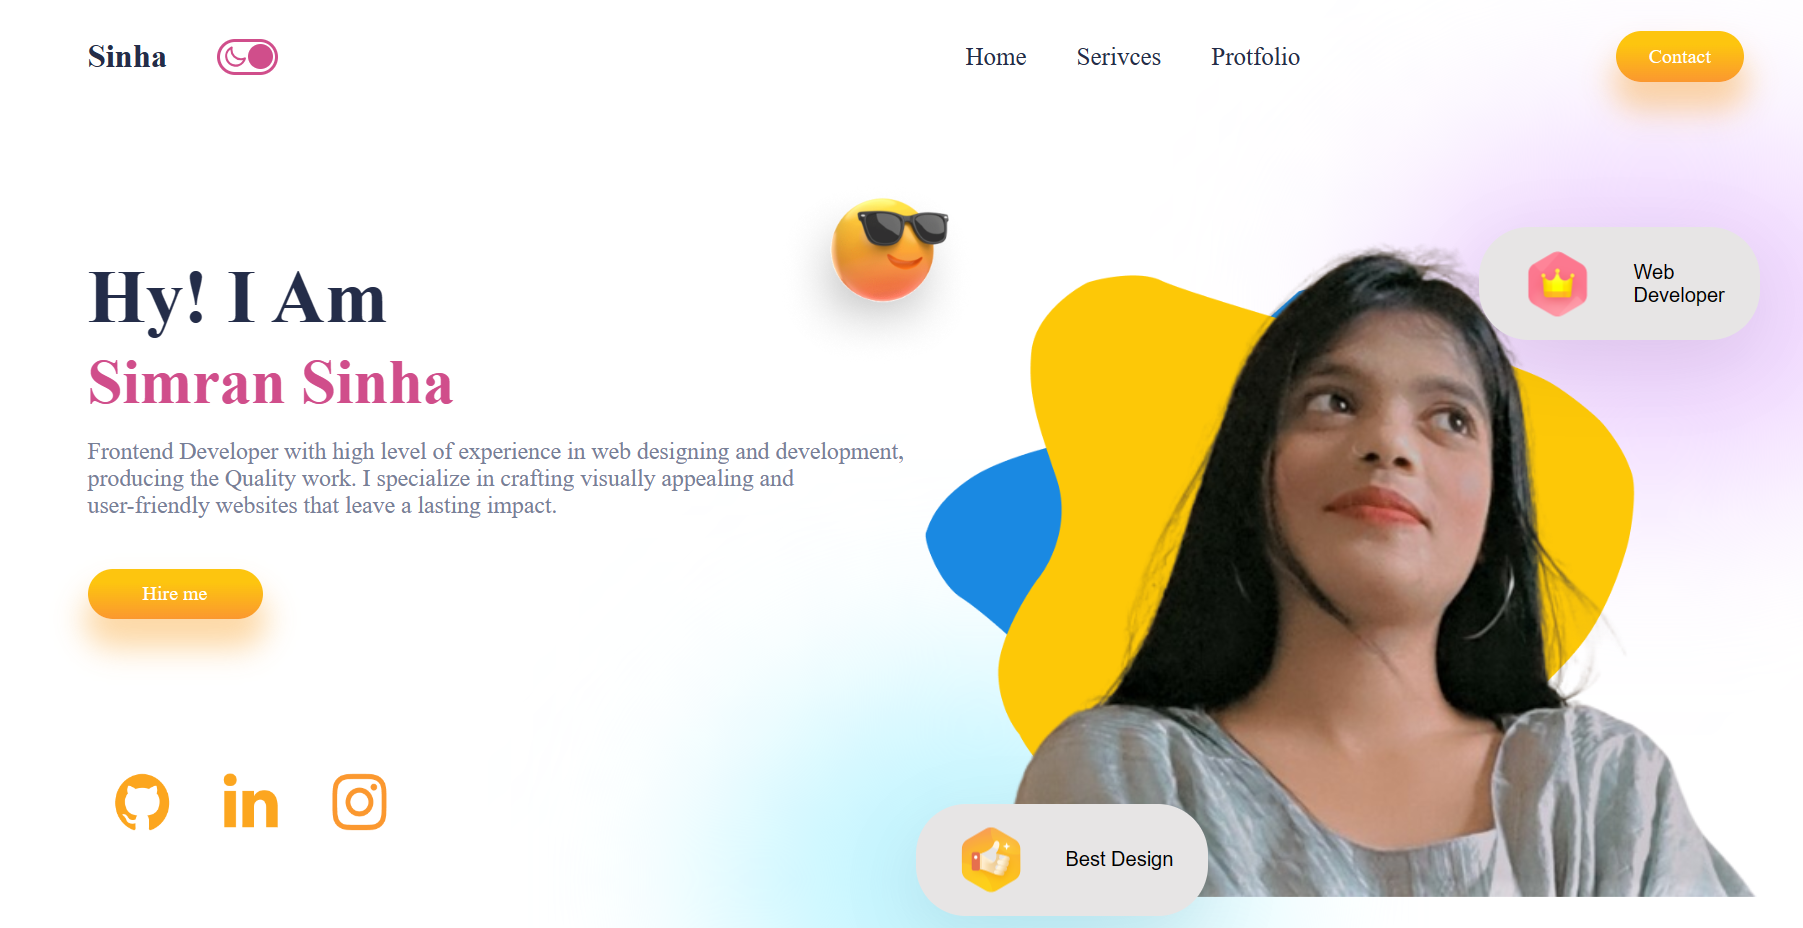 Sinha
Home Serivces Protfolio
Contact
Hy! I Am
Simran Sinha
Frontend Developer with high level of experience in web designing and development,
producing the Quality work. I specialize in crafting visually appealing and
user-friendly websites that leave a lasting impact.
Hire me
in
Web
Developer
Best Design